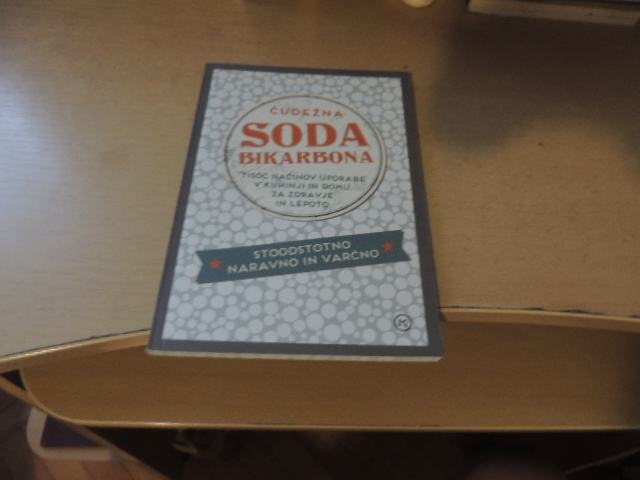 ČUDEŽNA
SODA
BIKARBONA
TISOČ NAČINOV UPORABE
V KUHINJI IN DOMU,
ZA ZDRAVJE
IN LEPOTO
STOODSTOTNO
NARAVNO IN VARČNO